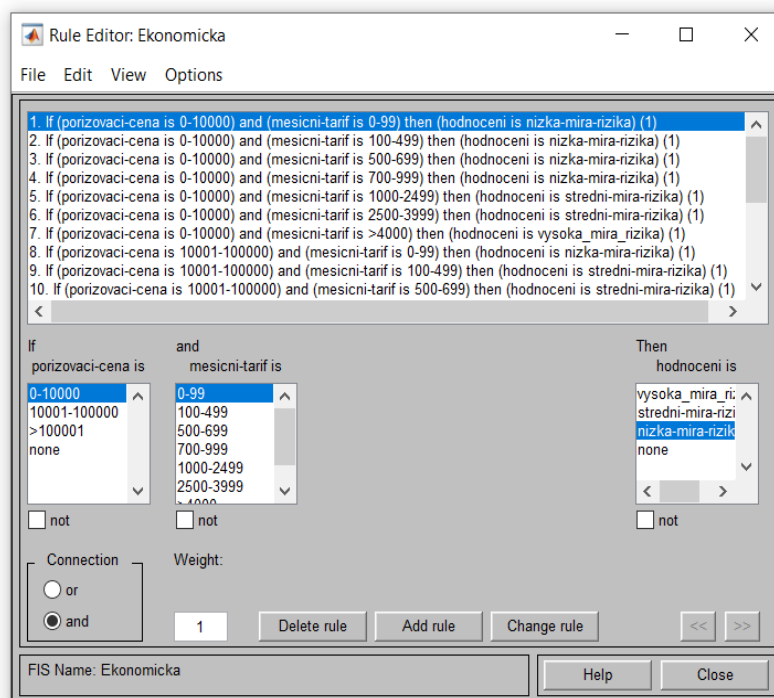 Rule Editor: Ekonomicka
File Edit View Options
1. If (porizovaci-cena is 0-10000) and (mesicni-tarif is 0-99) then (hodnoceni is nizka-mira-rizika) (1)
2. If (porizovaci-cena is 0-10000) and (mesicni-tarif is 100-499) then (hodnoceni is nizka-mira-rizika) (1)
3. If (porizovaci-cena is 0-10000) and (mesicni-tarif is 500-699) then (hodnoceni is nizka-mira-rizika) (1)
4. If (porizovaci-cena is 0-10000) and (mesicni-tarif is 700-999) then (hodnoceni is nizka-mira-rizika) (1)
5. If (porizovaci-cena is 0-10000) and (mesicni-tarif is 1000-2499) then (hodnoceni is stredni-mira-rizika) (1)
6. If (porizovaci-cena is 0-10000) and (mesicni-tarif is 2500-3999) then (hodnoceni is stredni-mira-rizika) (1)
7. If (porizovaci-cena is 0-10000) and (mesicni-tarif is >4000) then (hodnoceni is vysoka_mira_rizika) (1)
8. If (porizovaci-cena is 10001-100000) and (mesicni-tarif is 0-99) then (hodnoceni is nizka-mira-rizika) (1)
9. If (porizovaci-cena is 10001-100000) and (mesicni-tarif is 100-499) then (hodnoceni is stredni-mira-rizika) (1)
10. If (porizovaci-cena is 10001-100000) and (mesicni-tarif is 500-699) then (hodnoceni is stredni-mira-rizika) (1)
If
porizovaci-cena is
0-10000
10001-100000
>100001
none
not
and
mesicni-tarif is
0-99
100-499
500-699
700-999
1000-2499
2500-3999
>4000
not
Then
hodnoceni is
vysoka_mira_ri
stredni-mira-rizi
nizka-mira-rizik
none
not
Connection
or
and
Weight:
1
Delete rule
Add rule
Change rule
<<
>>
FIS Name: Ekonomicka
Help
Close